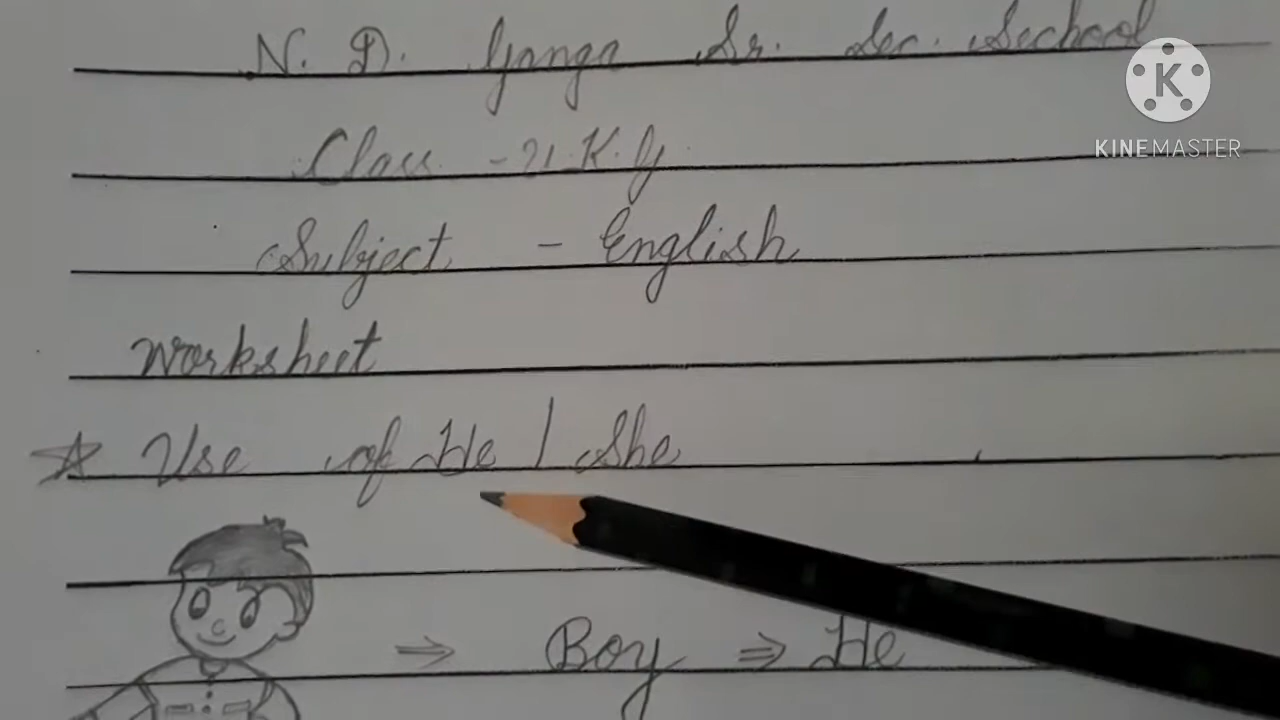 N. D. Ganga Sr. Sec. School
Class - U.K.G.
Subject - English
Worksheet
Use of He / She
⇒ Boy ⇒ He
KINEMASTER